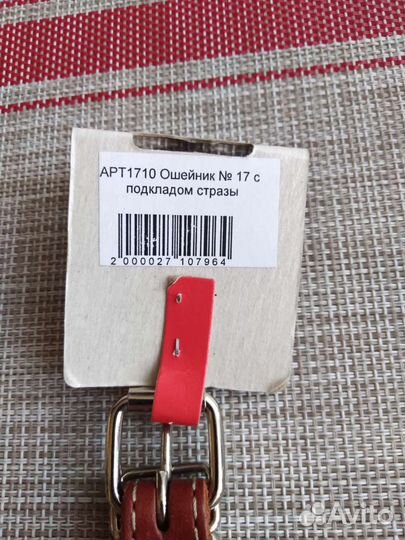 АРТ1710 Ошейник № 17 с
подкладом стразы
2 000027 107964
Avito